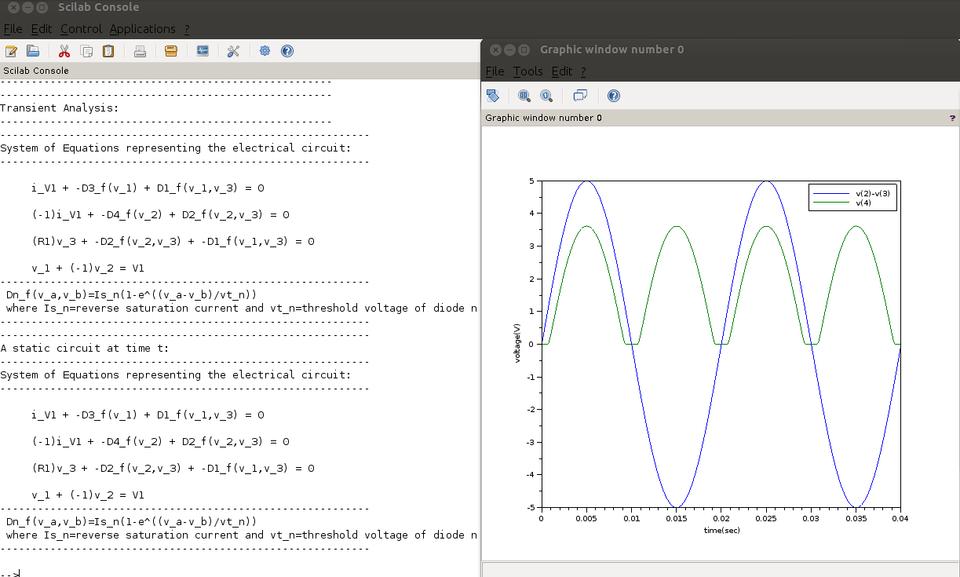 Scilab Console
File Edit Control Applications ?
Scilab Console
Transient Analysis:
System of Equations representing the electrical circuit:
i_V1 + -D3_f(v_1) + D1_f(v_1,v_3) = 0
(-1)i_V1 + -D4_f(v_2) + D2_f(v_2,v_3) = 0
(R1)v_3 + -D2_f(v_2,v_3) + -D1_f(v_1,v_3) = 0
v_1 + (-1)v_2 = V1
Dn_f(v_a,v_b)=Is_n(1-e^((v_a-v_b)/vt_n))
where Is_n=reverse saturation current and vt_n=threshold voltage of diode n
A static circuit at time t:
System of Equations representing the electrical circuit:
i_V1 + -D3_f(v_1) + D1_f(v_1,v_3) = 0
(-1)i_V1 + -D4_f(v_2) + D2_f(v_2,v_3) = 0
(R1)v_3 + -D2_f(v_2,v_3) + -D1_f(v_1,v_3) = 0
v_1 + (-1)v_2 = V1
Dn_f(v_a,v_b)=Is_n(1-e^((v_a-v_b)/vt_n))
where Is_n=reverse saturation current and vt_n=threshold voltage of diode n
-->
Graphic window number 0
File Tools Edit ?
Graphic window number 0 ?
v(2)-v(3)
v(4)
5
4
3
2
1
0
-1
-2
-3
-4
-5
voltage(V)
0 0.005 0.01 0.015 0.02 0.025 0.03 0.035 0.04
time(sec)